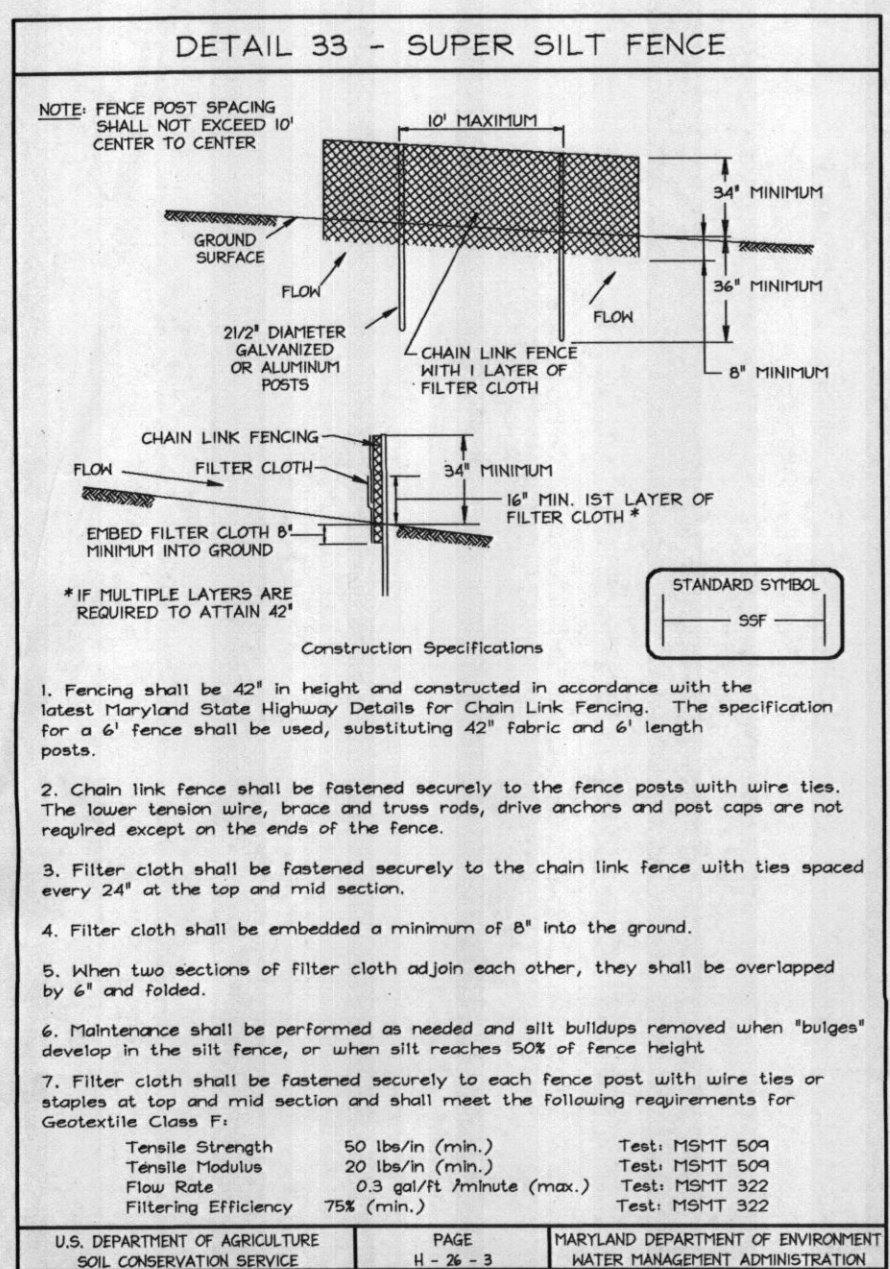 DETAIL 33 - SUPER SILT FENCE
NOTE: FENCE POST SPACING
SHALL NOT EXCEED 10'
CENTER TO CENTER
10' MAXIMUM
34" MINIMUM
GROUND
SURFACE
36" MINIMUM
FLOW
FLOW
21/2" DIAMETER
GALVANIZED
OR ALUMINUM
POSTS
CHAIN LINK FENCE
WITH 1 LAYER OF
FILTER CLOTH
8" MINIMUM
CHAIN LINK FENCING
FLOW
FILTER CLOTH
34" MINIMUM
16" MIN. 1ST LAYER OF
FILTER CLOTH *
EMBED FILTER CLOTH 8"
MINIMUM INTO GROUND
* IF MULTIPLE LAYERS ARE
REQUIRED TO ATTAIN 42"
STANDARD SYMBOL
SSF
Construction Specifications
1. Fencing shall be 42" in height and constructed in accordance with the
latest Maryland State Highway Details for Chain Link Fencing. The specification
for a 6' fence shall be used, substituting 42" fabric and 6' length
posts.
2. Chain link fence shall be fastened securely to the fence posts with wire ties.
The lower tension wire, brace and truss rods, drive anchors and post caps are not
required except on the ends of the fence.
3. Filter cloth shall be fastened securely to the chain link fence with ties spaced
every 24" at the top and mid section.
4. Filter cloth shall be embedded a minimum of 8" into the ground.
5. When two sections of filter cloth adjoin each other, they shall be overlapped
by 6" and folded.
6. Maintenance shall be performed as needed and silt buildups removed when "bulges"
develop in the silt fence, or when silt reaches 50% of fence height
7. Filter cloth shall be fastened securely to each fence post with wire ties or
staples at top and mid section and shall meet the following requirements for
Geotextile Class F:
Tensile Strength 50 lbs/in (min.) Test: MSMT 509
Tensile Modulus 20 lbs/in (min.) Test: MSMT 509
Flow Rate 0.3 gal/ft /minute (max.) Test: MSMT 322
Filtering Efficiency 75% (min.) Test: MSMT 322
U.S. DEPARTMENT OF AGRICULTURE
SOIL CONSERVATION SERVICE
PAGE
H - 26 - 3
MARYLAND DEPARTMENT OF ENVIRONMENT
WATER MANAGEMENT ADMINISTRATION